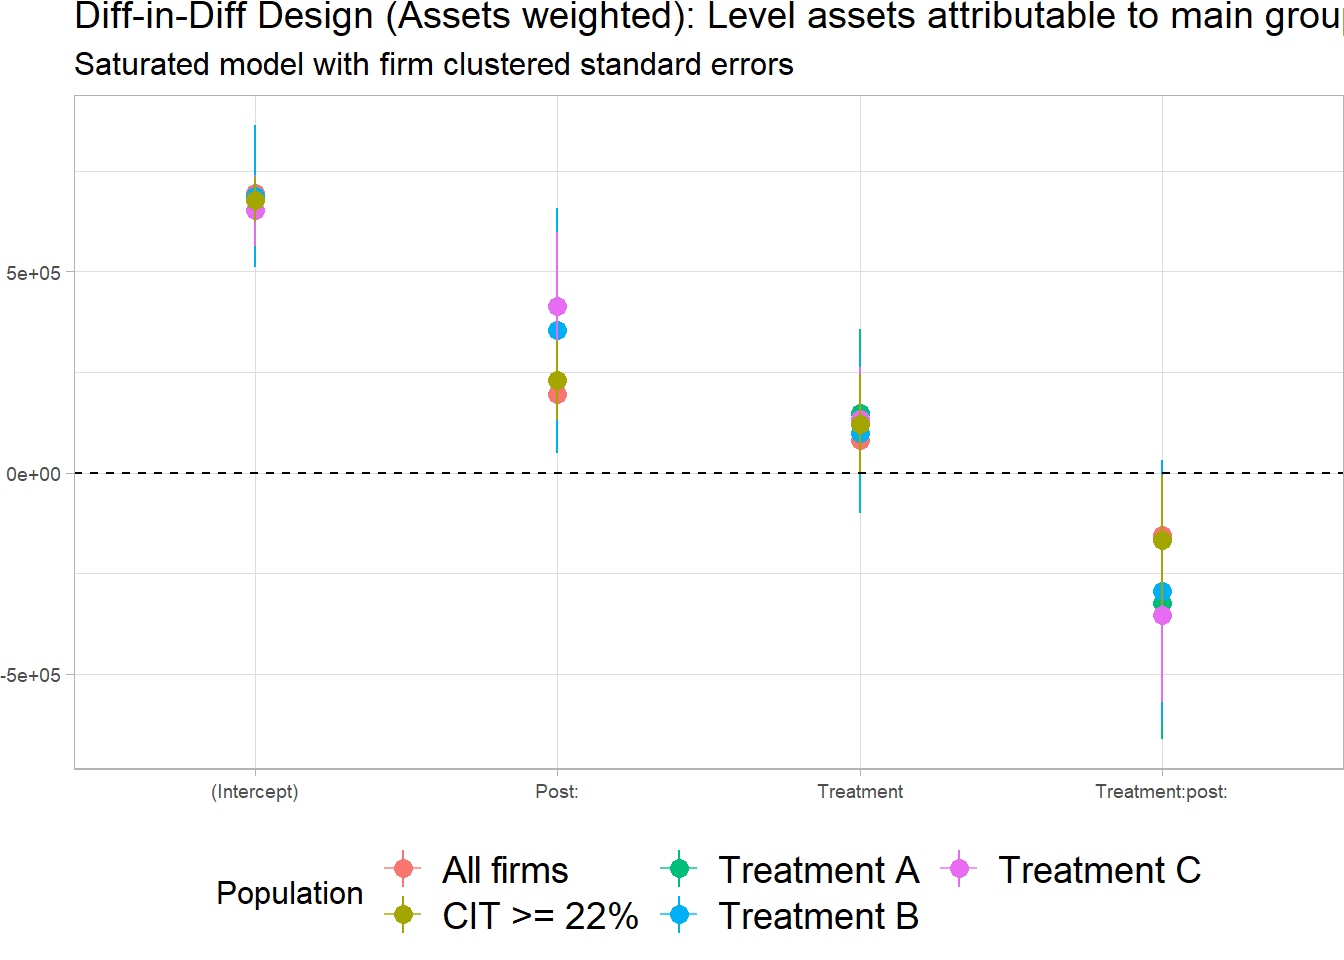 Diff-in-Diff Design (Assets weighted): Level assets attributable to main grou
Saturated model with firm clustered standard errors
5e+05
0e+00
-5e+05
(Intercept)
Post:
Treatment
Treatment:post:
Population
All firms
Treatment A
Treatment C
CIT >= 22%
Treatment B